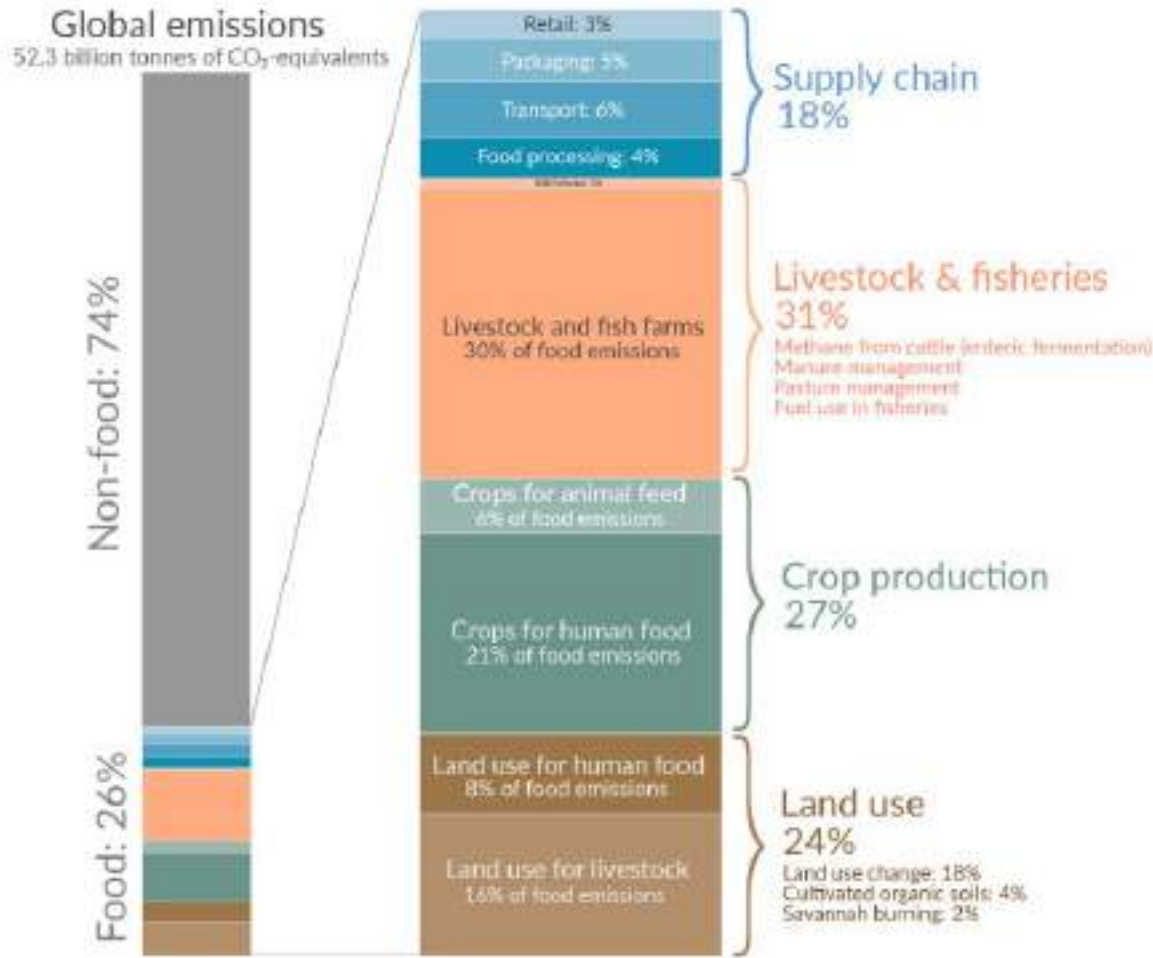 Global emissions
52.3 billion tonnes of CO₂-equivalents
Non-food: 74%
Food: 26%
Retail: 3%
Packaging: 5%
Transport: 6%
Food processing: 4%
Livestock and fish farms
30% of food emissions
Crops for animal feed
6% of food emissions
Crops for human food
21% of food emissions
Land use for human food
8% of food emissions
Land use for livestock
16% of food emissions
Supply chain
18%
Livestock & fisheries
31%
Methane from cattle (enteric fermentation)
Manure management
Pasture management
Fuel use in fisheries
Crop production
27%
Land use
24%
Land use change: 18%
Cultivated organic soils: 4%
Savannah burning: 2%